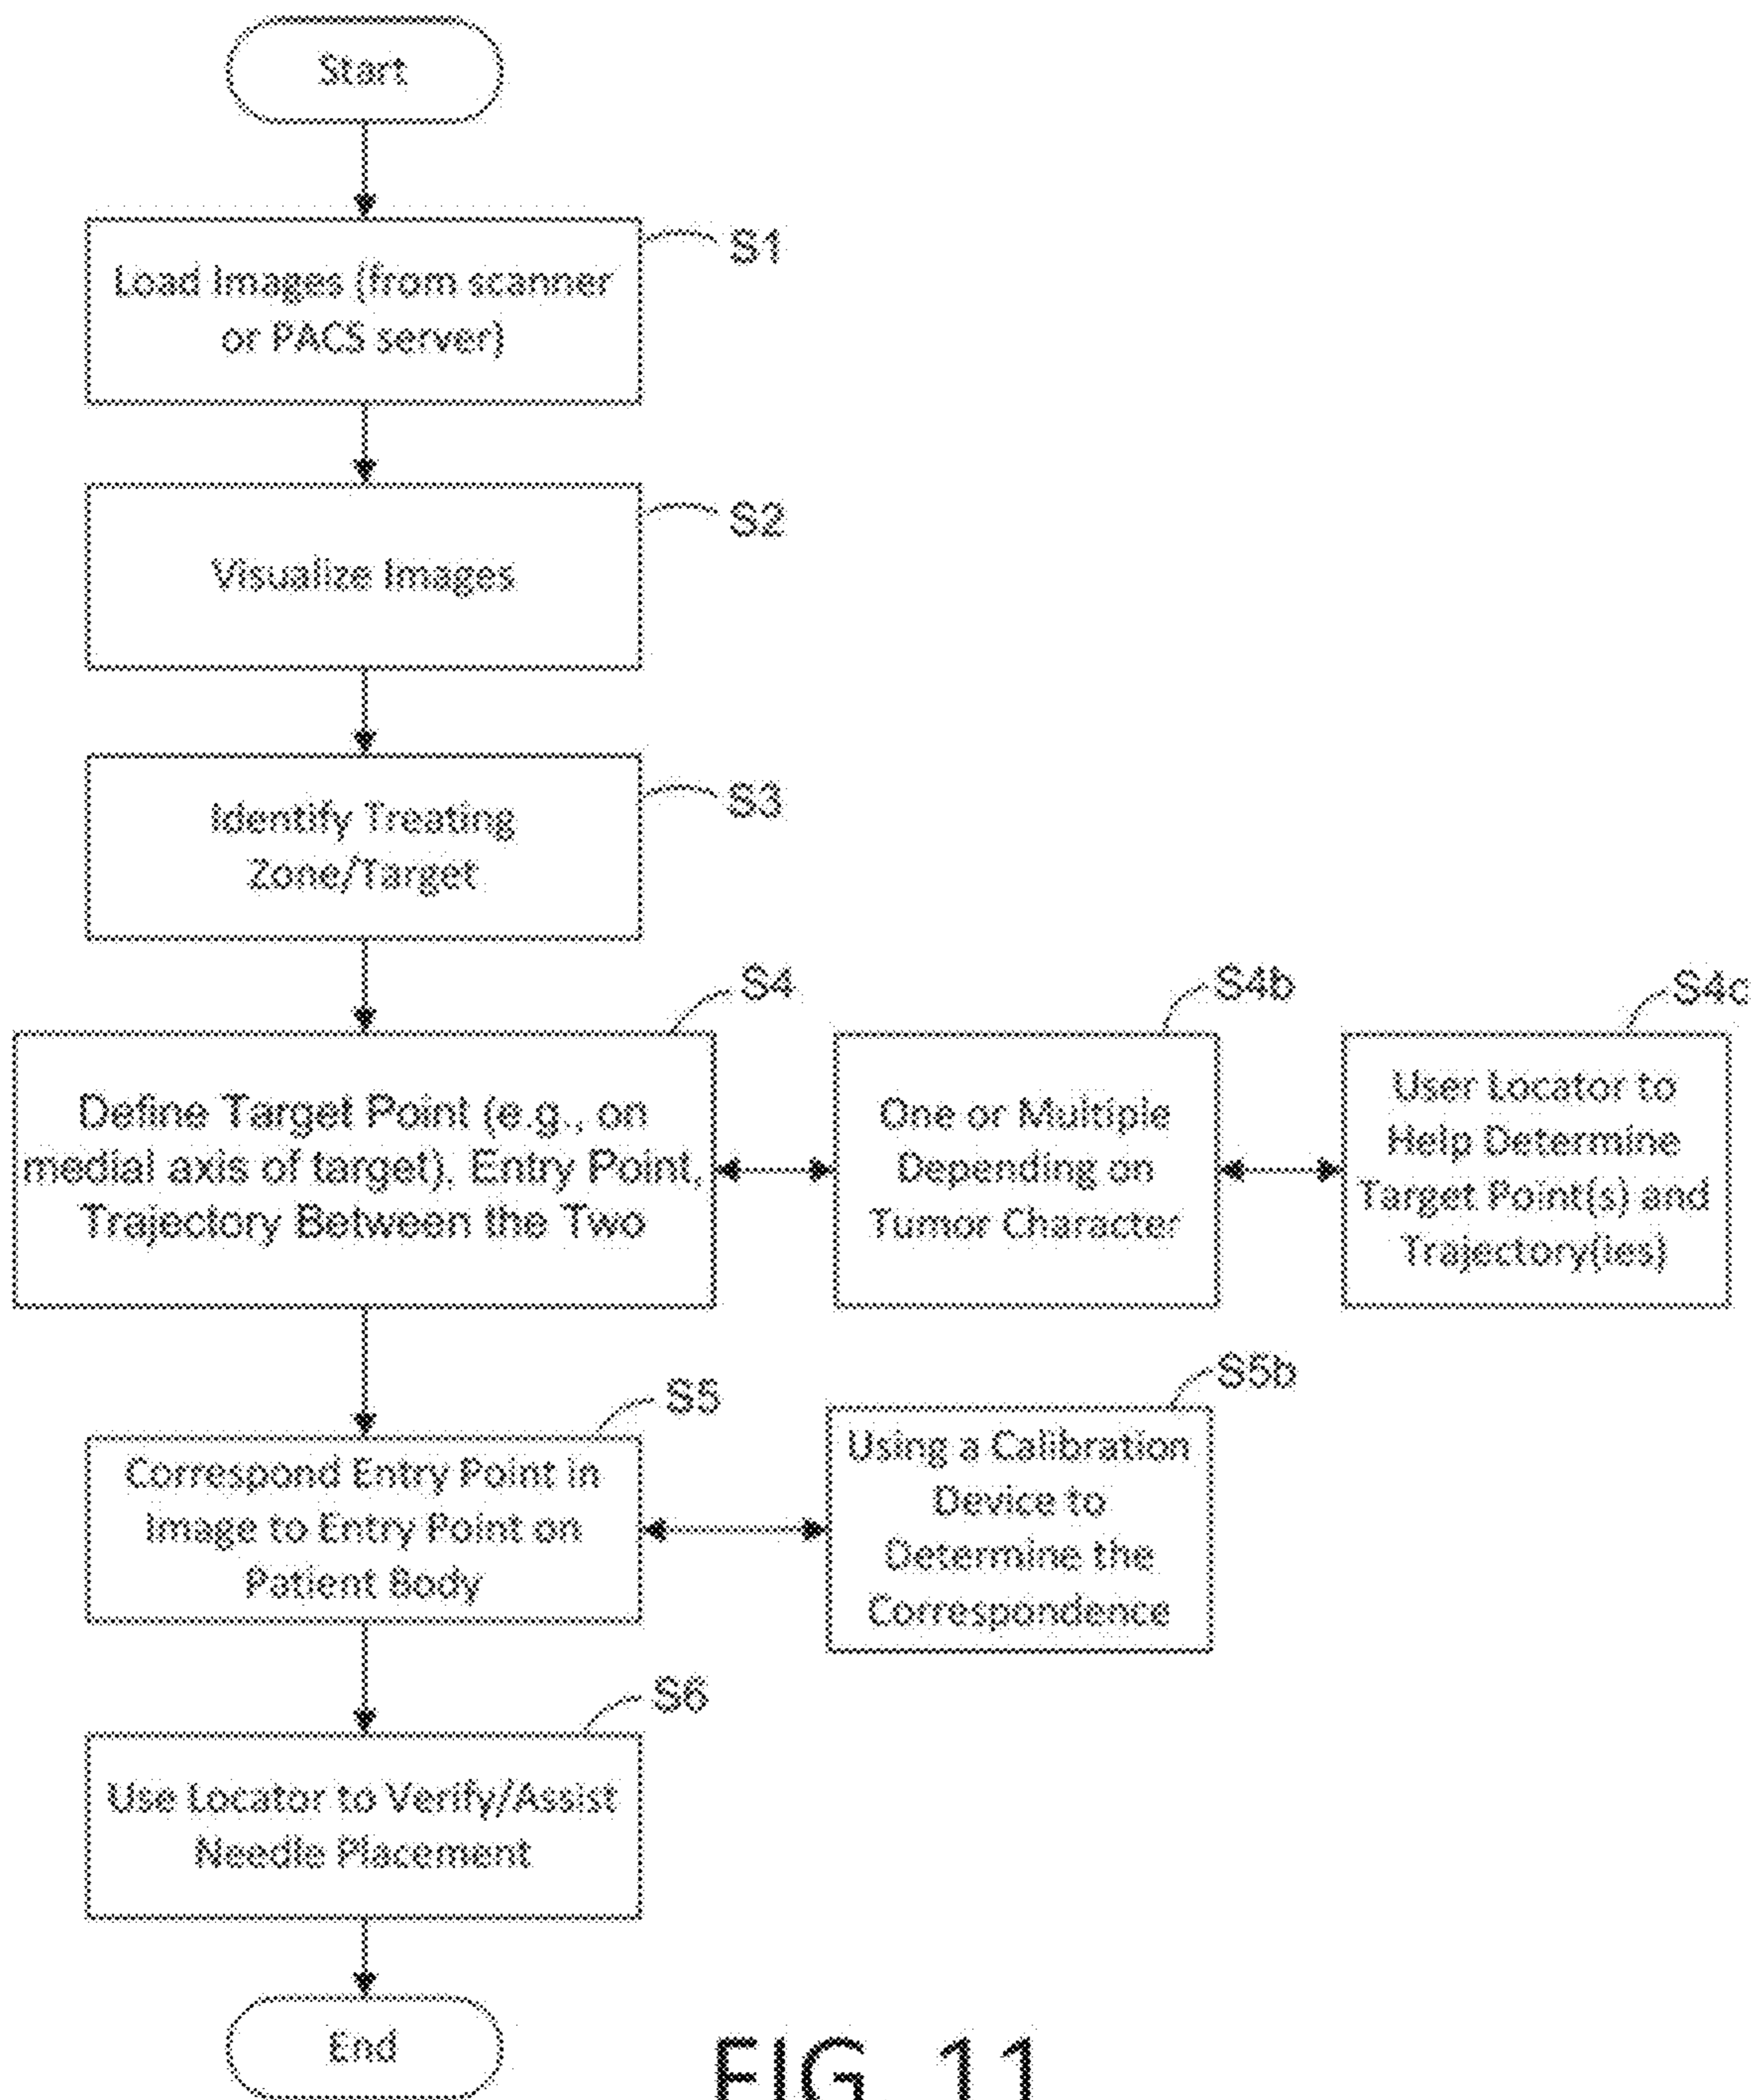 Start
S1
Load Images (from scanner
or PACS server)
S2
Visualize Images
S3
Identify Treating
Zone/Target
S4
Define Target Point (e.g., on
medial axis of target), Entry Point,
Trajectory Between the Two
S4b
One or Multiple
Depending on
Tumor Character
S4c
User Locator to
Help Determine
Target Point(s) and
Trajectory(ies)
S5
Correspond Entry Point in
Image to Entry Point on
Patient Body
S5b
Using a Calibration
Device to
Determine the
Correspondence
S6
Use Locator to Verify/Assist
Needle Placement
End
FIG. 11